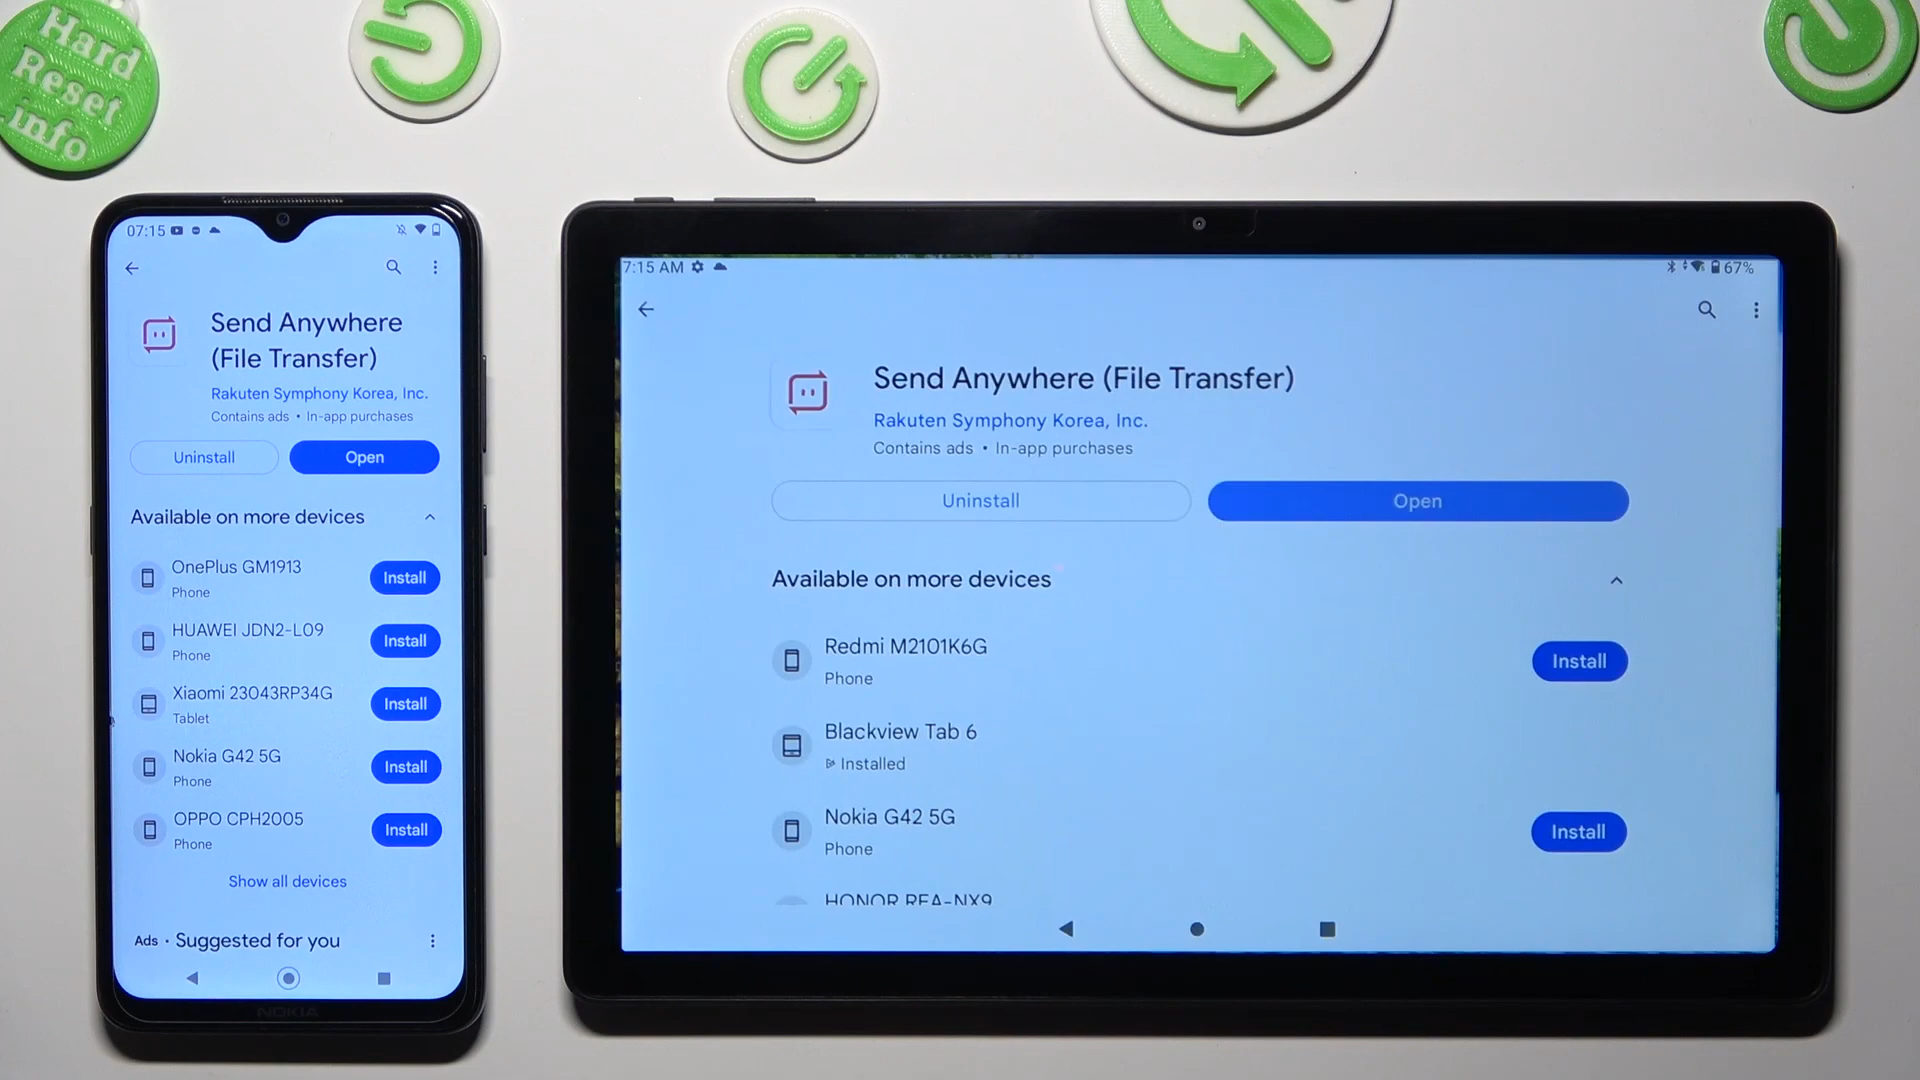 Hard
Reset
info
07:15
Send Anywhere
(File Transfer)
Rakuten Symphony Korea, Inc.
Contains ads • In-app purchases
Uninstall
Open
Available on more devices
OnePlus GM1913
Phone
Install
HUAWEI JDN2-L09
Phone
Install
Xiaomi 23043RP34G
Tablet
Install
Nokia G42 5G
Phone
Install
OPPO CPH2005
Phone
Install
Show all devices
Ads • Suggested for you
NOKIA
7:15 AM
67%
Send Anywhere (File Transfer)
Rakuten Symphony Korea, Inc.
Contains ads • In-app purchases
Uninstall
Open
Available on more devices
Redmi M2101K6G
Phone
Install
Blackview Tab 6
Installed
Nokia G42 5G
Phone
Install
HONOR REA-NX9